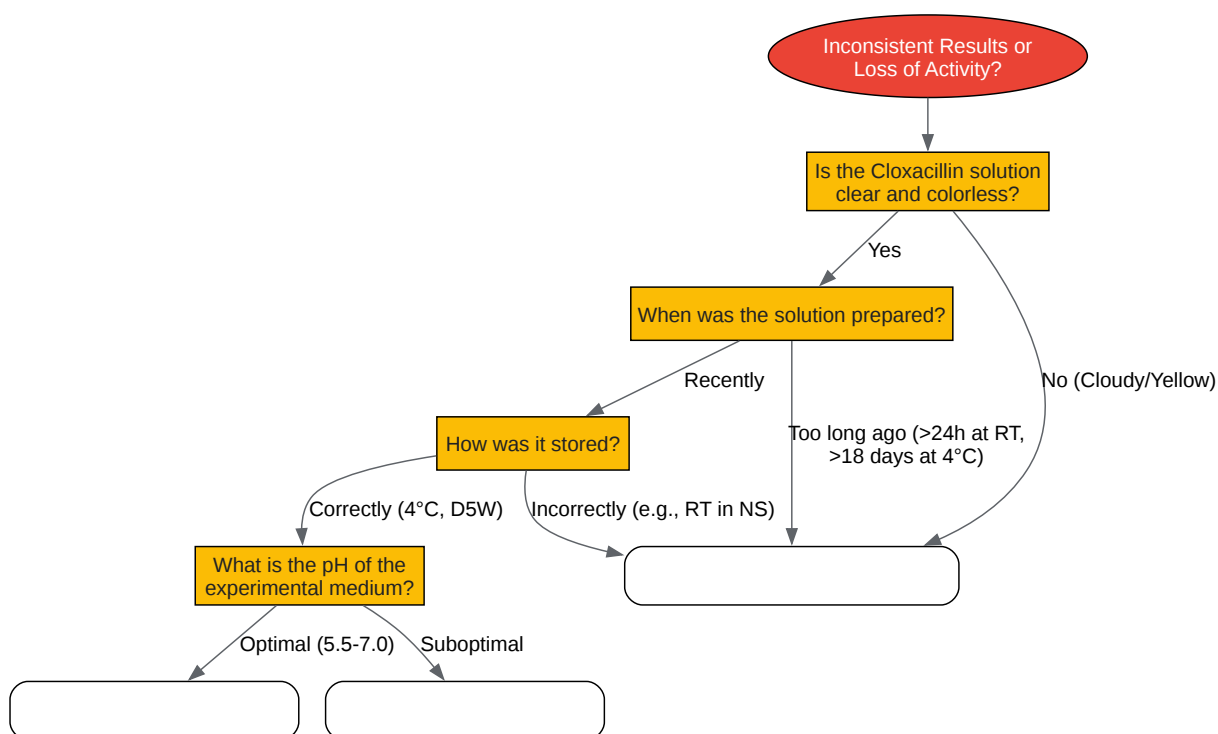 Inconsistent Results or
Loss of Activity?
Is the Cloxacillin solution
clear and colorless?
Yes
When was the solution prepared?
Recently
No (Cloudy/Yellow)
How was it stored?
Too long ago (>24h at RT,
>18 days at 4°C)
Correctly (4°C, D5W)
Incorrectly (e.g., RT in NS)
What is the pH of the
experimental medium?
Optimal (5.5-7.0)
Suboptimal